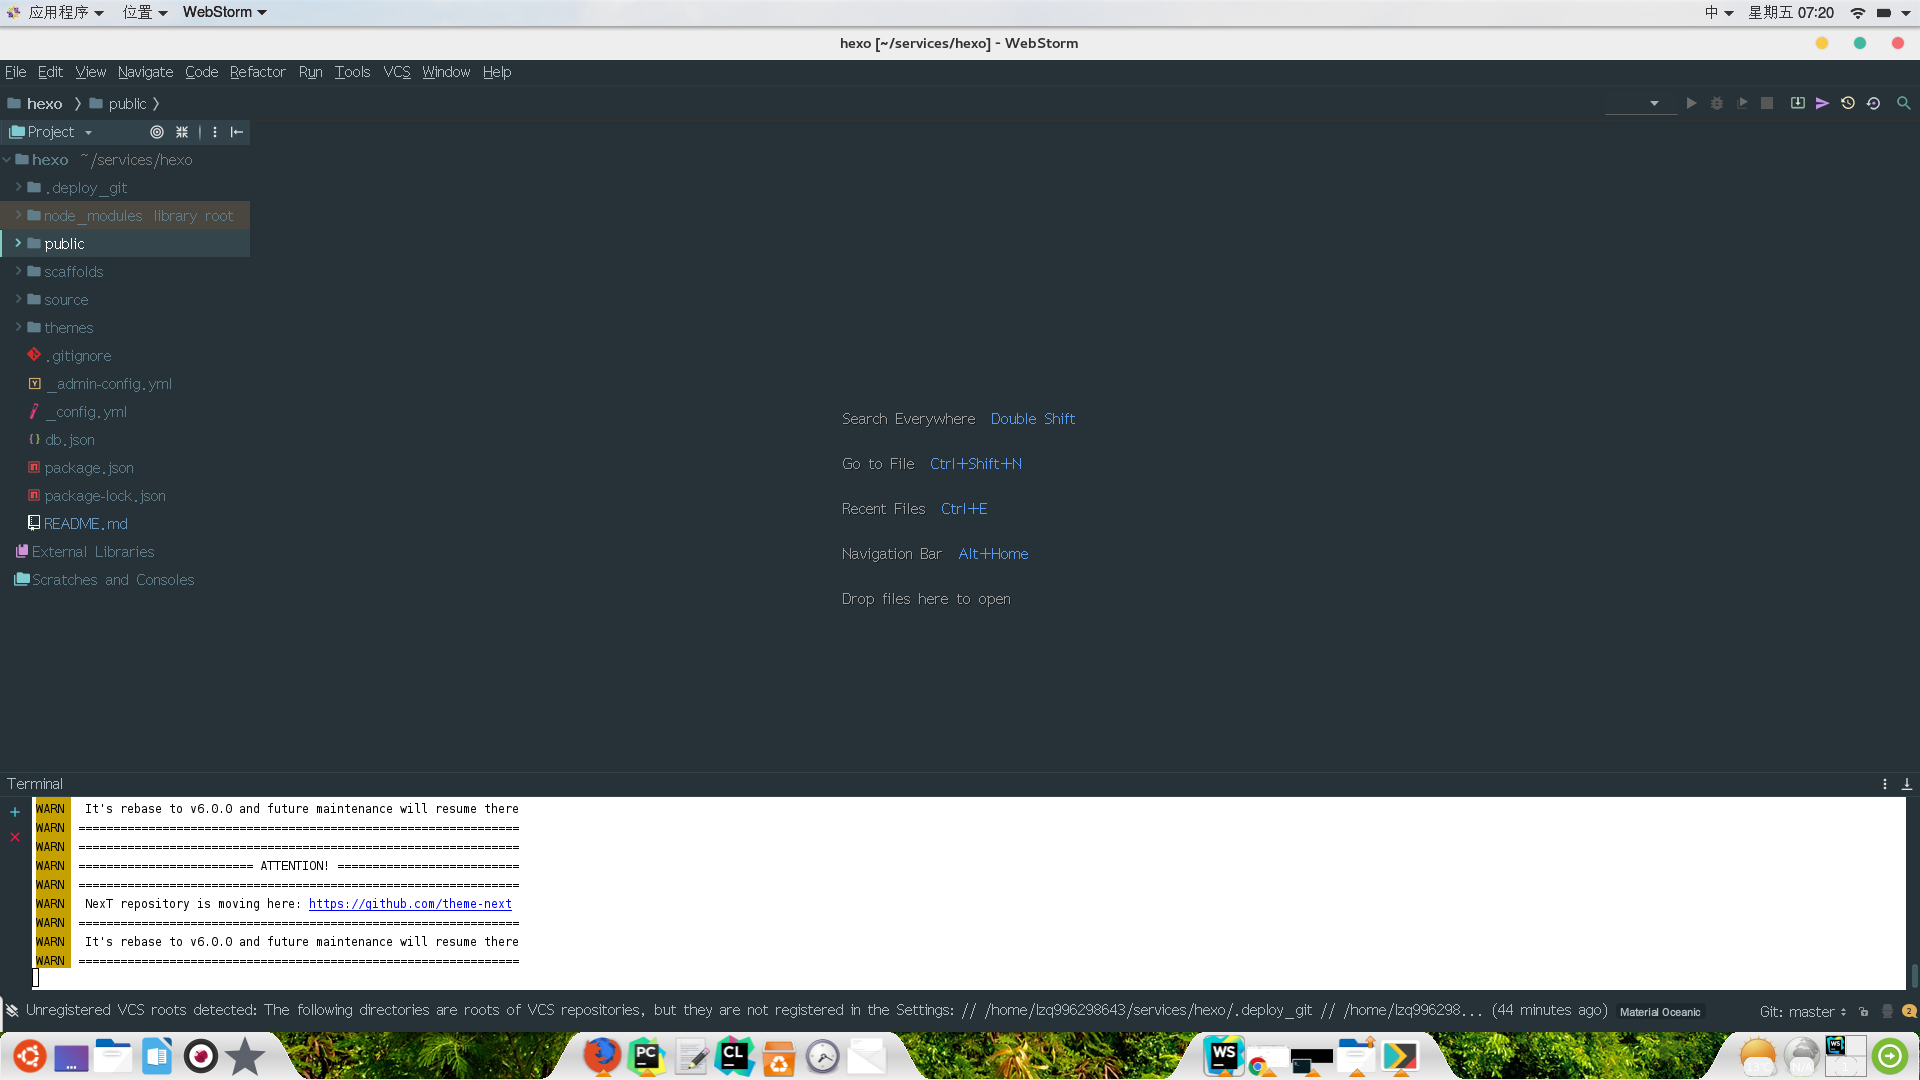 应用程序 位置 WebStorm 中 星期五 07:20
hexo [~/services/hexo] - WebStorm
File Edit View Navigate Code Refactor Run Tools VCS Window Help
hexo public
Project
hexo ~/services/hexo
.deploy_git
node_modules library root
public
scaffolds
source
themes
.gitignore
_admin-config.yml
_config.yml
db.json
package.json
package-lock.json
README.md
External Libraries
Scratches and Consoles
Search Everywhere Double Shift
Go to File Ctrl+Shift+N
Recent Files Ctrl+E
Navigation Bar Alt+Home
Drop files here to open
Terminal
WARN It's rebase to v6.0.0 and future maintenance will resume there
WARN ===============================================================
WARN ===============================================================
WARN ========================= ATTENTION! ==========================
WARN ===============================================================
WARN NexT repository is moving here: https://github.com/theme-next
WARN ===============================================================
WARN It's rebase to v6.0.0 and future maintenance will resume there
WARN ===============================================================
Unregistered VCS roots detected: The following directories are roots of VCS repositories, but they are not registered in the Settings: // /home/lzq996298643/services/hexo/.deploy_git // /home/lzq996298... (44 minutes ago) Material Oceanic Git: master 2
PC CL WS 13°C N/A WS 1